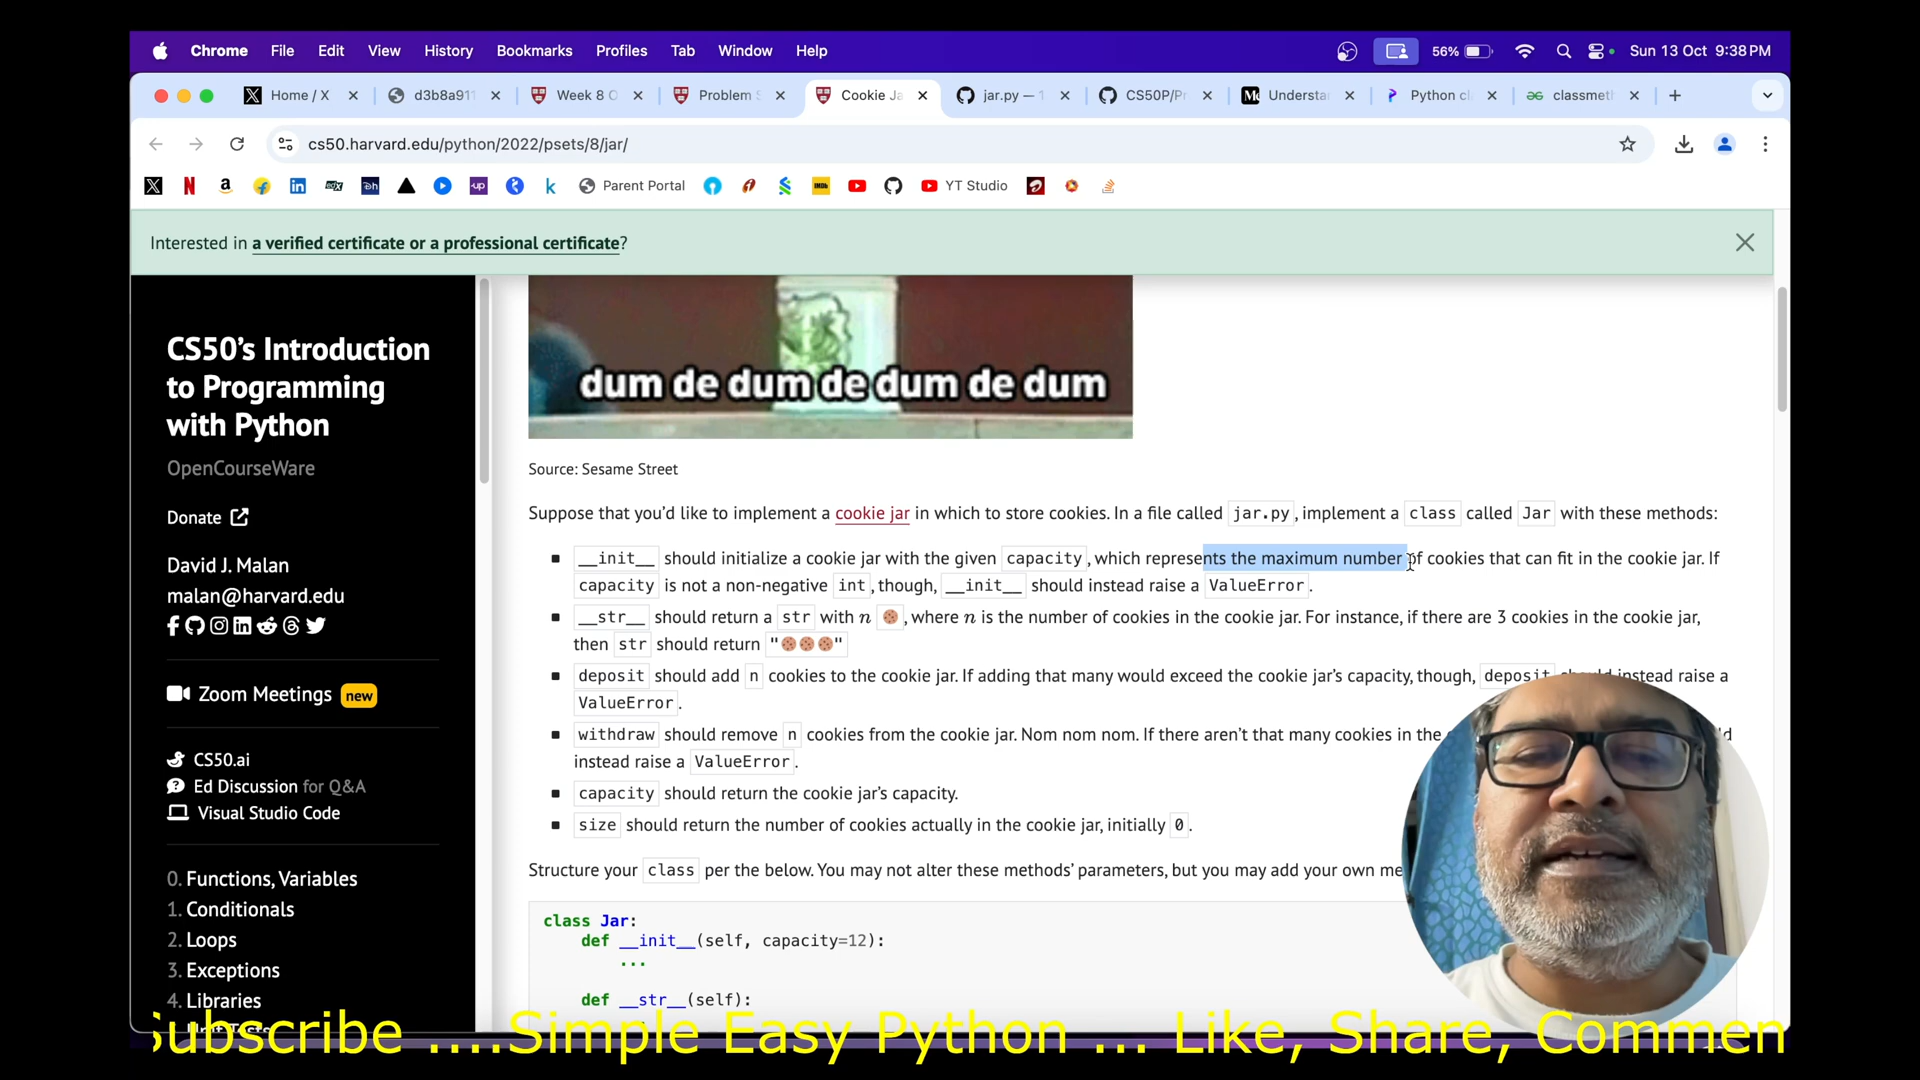 Chrome File Edit View History Bookmarks Profiles Tab Window Help 56% Sun 13 Oct 9:38 PM
Home / X d3b8a911 Week 8 O Problem S Cookie Ja jar.py — 1 CS50P/Pr Understa Python cl classmeth
cs50.harvard.edu/python/2022/psets/8/jar/
Parent Portal YT Studio
Interested in a verified certificate or a professional certificate?
CS50's Introduction
to Programming
with Python
OpenCourseWare
Donate
David J. Malan
malan@harvard.edu
Zoom Meetings new
CS50.ai
Ed Discussion for Q&A
Visual Studio Code
0. Functions, Variables
1. Conditionals
2. Loops
3. Exceptions
4. Libraries
dum de dum de dum de dum
Source: Sesame Street
Suppose that you'd like to implement a cookie jar in which to store cookies. In a file called jar.py, implement a class called Jar with these methods:
__init__ should initialize a cookie jar with the given capacity, which represents the maximum number of cookies that can fit in the cookie jar. If
capacity is not a non-negative int, though, __init__ should instead raise a ValueError.
__str__ should return a str with n 🍪, where n is the number of cookies in the cookie jar. For instance, if there are 3 cookies in the cookie jar,
then str should return "🍪🍪🍪"
deposit should add n cookies to the cookie jar. If adding that many would exceed the cookie jar's capacity, though, deposit should instead raise a
ValueError.
withdraw should remove n cookies from the cookie jar. Nom nom nom. If there aren't that many cookies in the
instead raise a ValueError.
capacity should return the cookie jar's capacity.
size should return the number of cookies actually in the cookie jar, initially 0.
Structure your class per the below. You may not alter these methods' parameters, but you may add your own me
class Jar:
def __init__(self, capacity=12):
...
def __str__(self):
Subscribe ....Simple Easy Python ... Like, Share, Commen